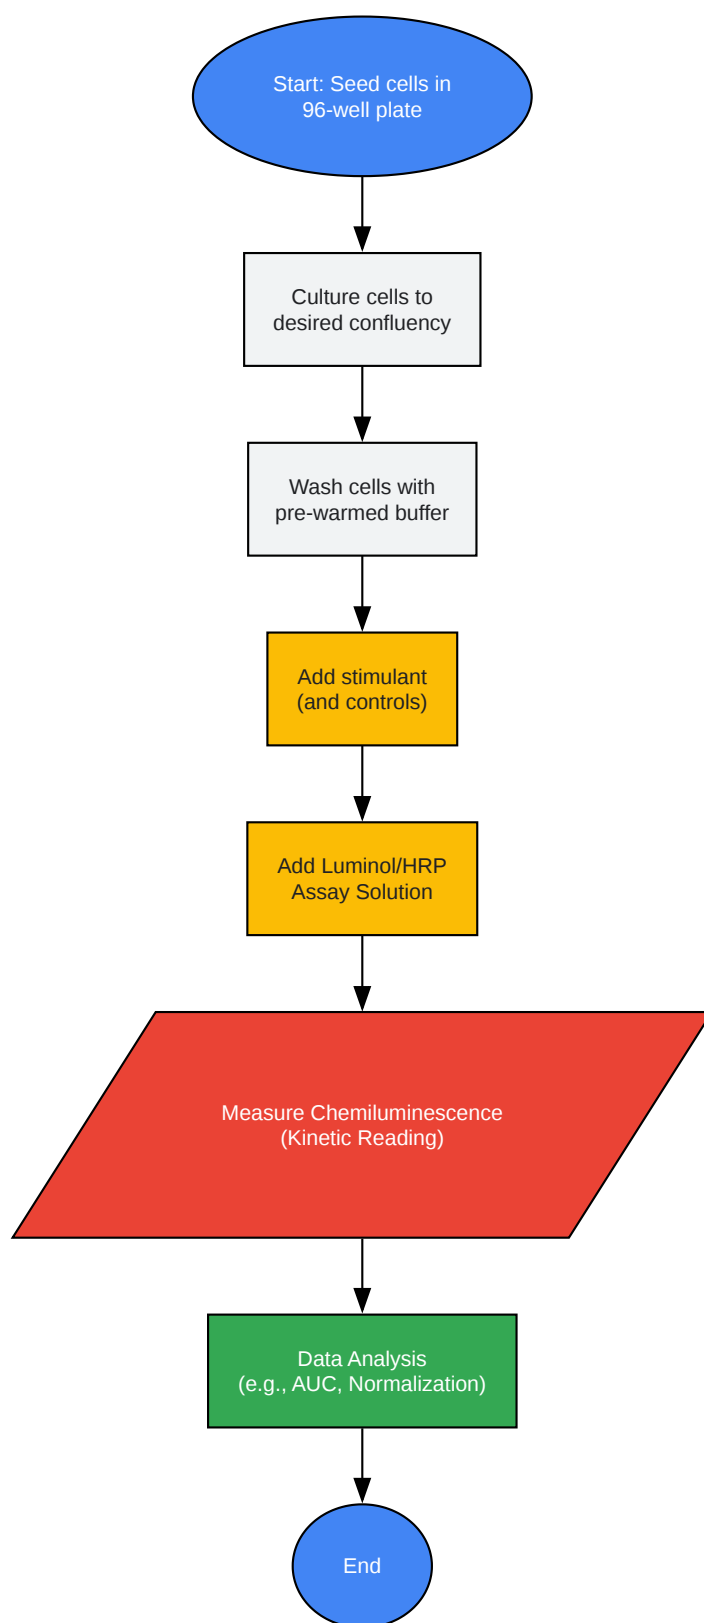 Start: Seed cells in
96-well plate
Culture cells to
desired confluency
Wash cells with
pre-warmed buffer
Add stimulant
(and controls)
Add Luminol/HRP
Assay Solution
Measure Chemiluminescence
(Kinetic Reading)
Data Analysis
(e.g., AUC, Normalization)
End